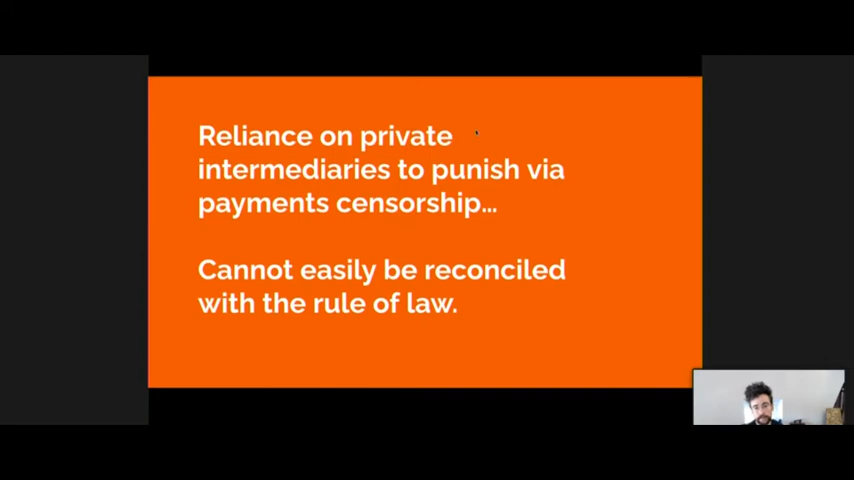 Reliance on private
intermediaries to punish via
payments censorship...
Cannot easily be reconciled
with the rule of law.